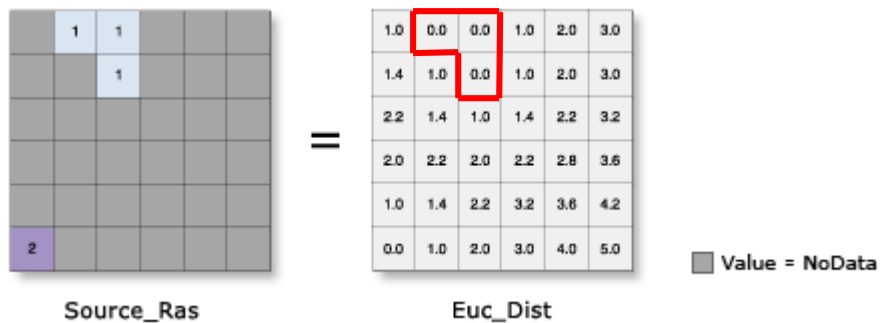 1 1 1.0 0.0 0.0 1.0 2.0 3.0
1 1.4 1.0 0.0 1.0 2.0 3.0
2.2 1.4 1.0 1.4 2.2 3.2
= 2.0 2.2 2.0 2.2 2.8 3.6
1.0 1.4 2.2 3.2 3.6 4.2
2 0.0 1.0 2.0 3.0 4.0 5.0
Value = NoData
Source_Ras Euc_Dist